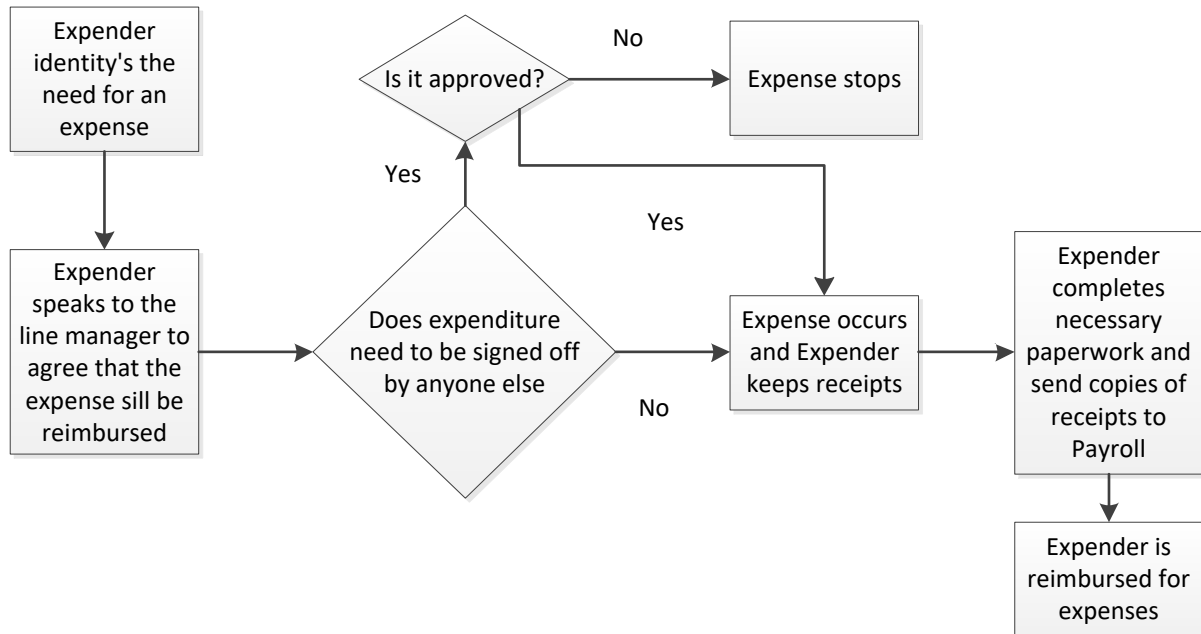 Expender
identity's the
need for an
expense
Is it approved?
No
Expense stops
Yes
Yes
Expender
speaks to the
line manager to
agree that the
expense sill be
reimbursed
Does expenditure
need to be signed off
by anyone else
No
Expense occurs
and Expender
keeps receipts
Expender
completes
necessary
paperwork and
send copies of
receipts to
Payroll
Expender is
reimbursed for
expenses